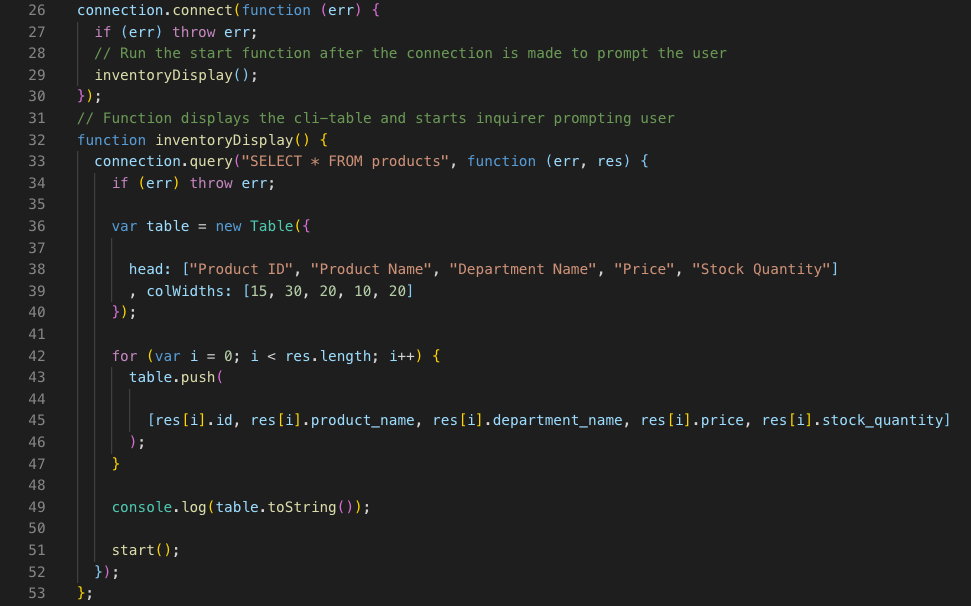 26 connection.connect(function (err) {
27 if (err) throw err;
28 // Run the start function after the connection is made to prompt the user
29 inventoryDisplay();
30 });
31 // Function displays the cli-table and starts inquirer prompting user
32 function inventoryDisplay() {
33 connection.query("SELECT * FROM products", function (err, res) {
34 if (err) throw err;
35
36 var table = new Table({
37
38 head: ["Product ID", "Product Name", "Department Name", "Price", "Stock Quantity"]
39 , colWidths: [15, 30, 20, 10, 20]
40 });
41
42 for (var i = 0; i < res.length; i++) {
43 table.push(
44
45 [res[i].id, res[i].product_name, res[i].department_name, res[i].price, res[i].stock_quantity]
46 );
47 }
48
49 console.log(table.toString());
50
51 start();
52 });
53 };